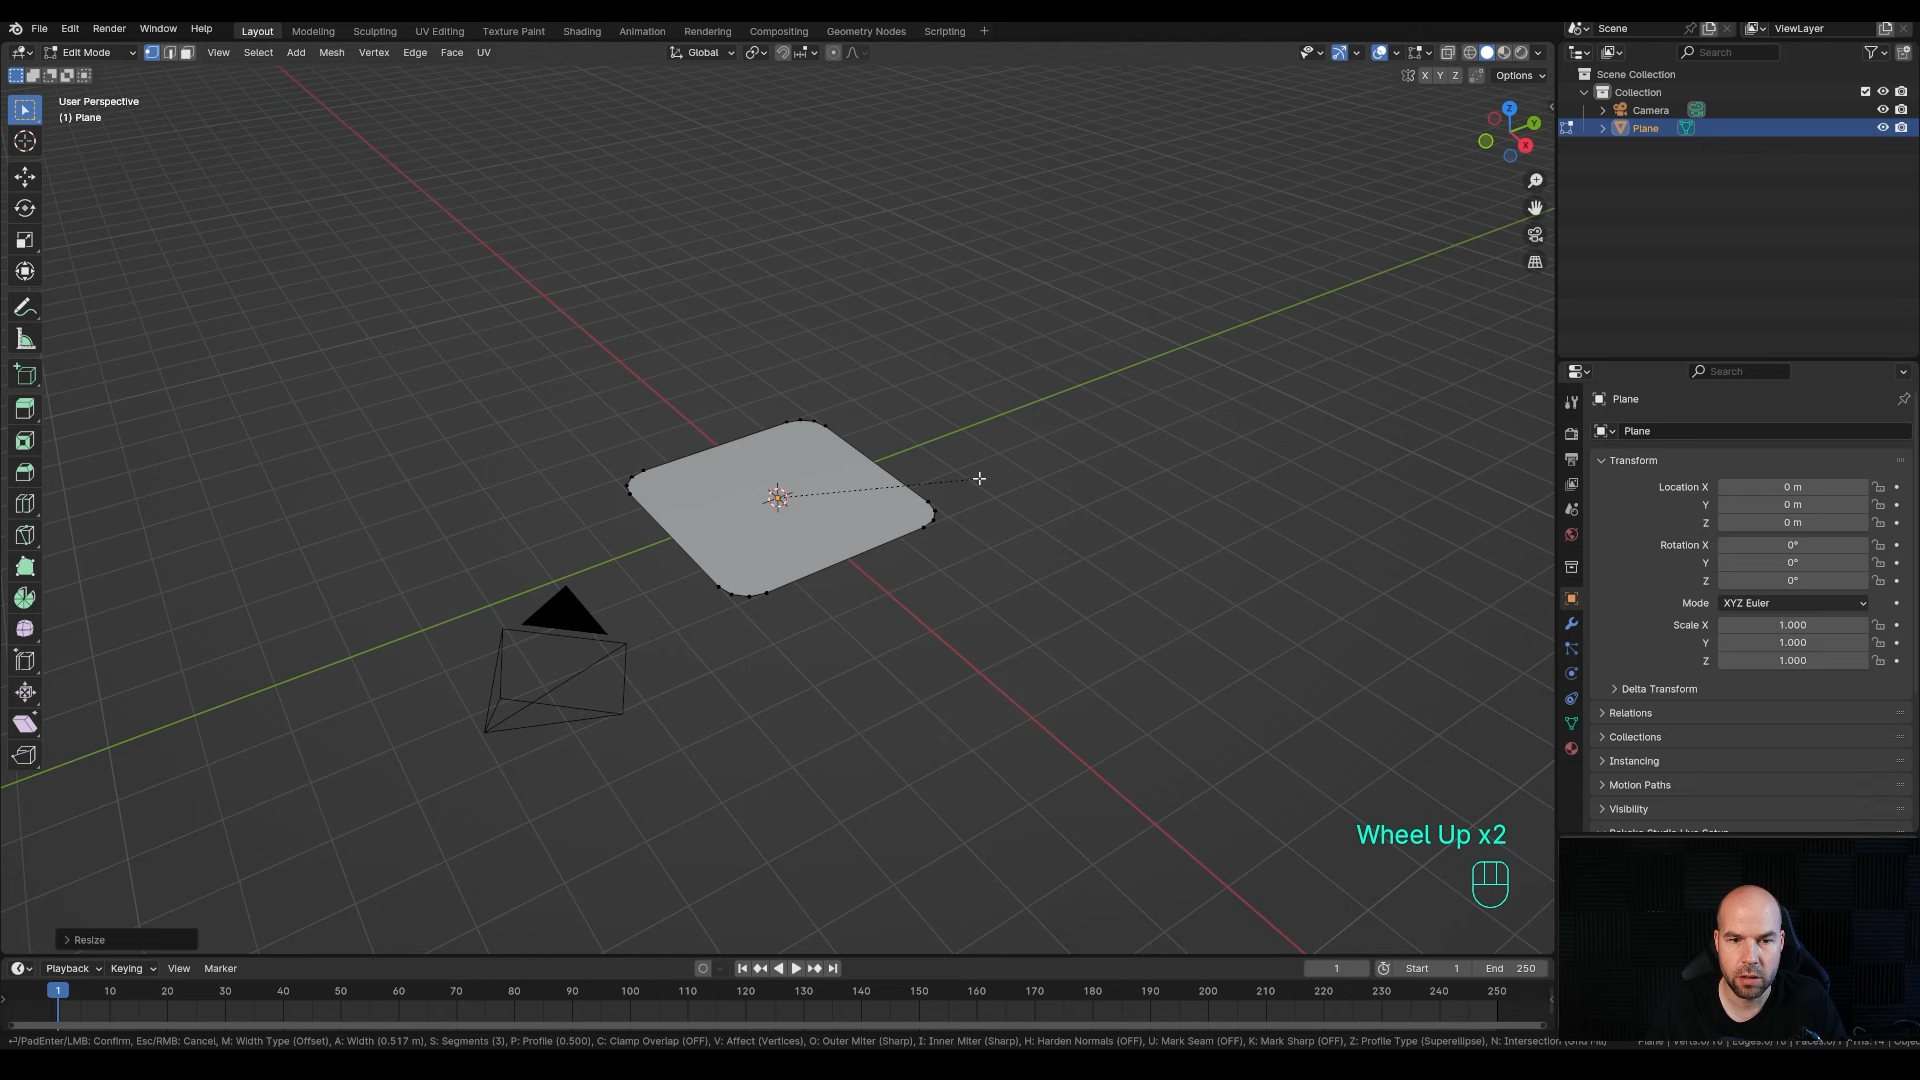 File Edit Render Window Help
Layout Modeling Sculpting UV Editing Texture Paint Shading Animation Rendering Compositing Geometry Nodes Scripting +
Scene
ViewLayer
Edit Mode
View Select Add Mesh Vertex Edge Face UV
Global
Search
X Y Z Options
User Perspective
(1) Plane
Scene Collection
Collection
Camera
Plane
Z
Y
X
Search
Plane
Plane
Transform
Location X 0 m
Y 0 m
Z 0 m
Rotation X 0°
Y 0°
Z 0°
Mode XYZ Euler
Scale X 1.000
Y 1.000
Z 1.000
Delta Transform
Relations
Collections
Instancing
Motion Paths
Visibility
Wheel Up x2
Resize
Playback Keying View Marker
1 Start 1 End 250
1 10 20 30 40 50 60 70 80 90 100 110 120 130 140 150 160 170 180 190 200 210 220 230 240 250
/PadEnter/LMB: Confirm, Esc/RMB: Cancel, M: Width Type (Offset), A: Width (0.517 m), S: Segments (3), P: Profile (0.500), C: Clamp Overlap (OFF), V: Affect (Vertices), O: Outer Miter (Sharp), I: Inner Miter (Sharp), H: Harden Normals (OFF), U: Mark Seam (OFF), K: Mark Sharp (OFF), Z: Profile Type (Superellipse), N: Intersection (Grid Fill)